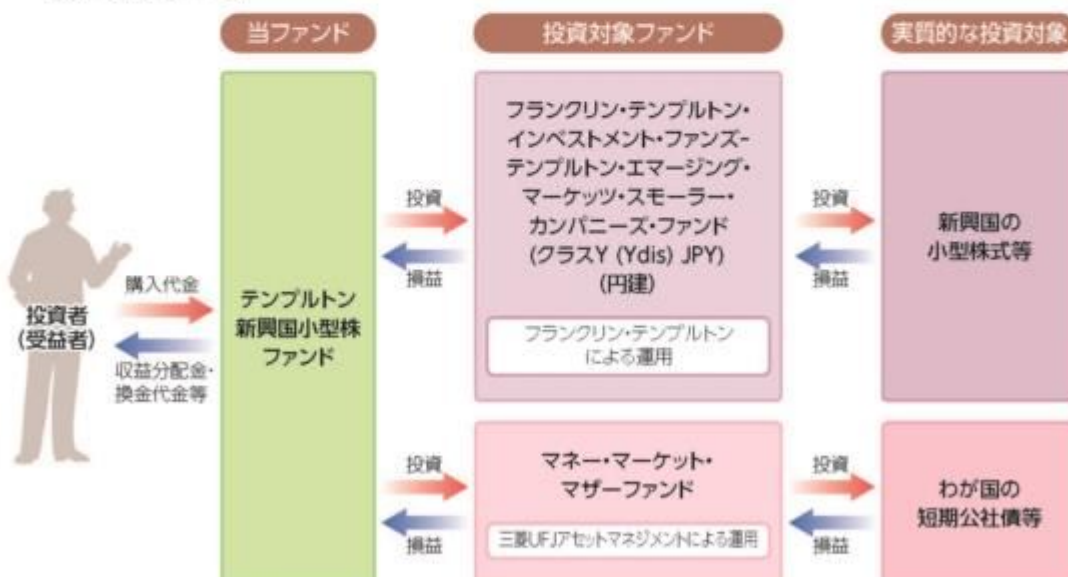 当ファンド
投資対象ファンド
実質的な投資対象
投資者
(受益者)
購入代金
収益分配金・
換金代金等
テンプルトン
新興国小型株
ファンド
投資
損益
フランクリン・テンプルトン・
インベストメント・ファンズ-
テンプルトン・エマージング・
マーケッツ・スモーラー・
カンパニーズ・ファンド
(クラスY (Ydis) JPY)
(円建)
フランクリン・テンプルトン
による運用
投資
損益
新興国の
小型株式等
投資
損益
マネー・マーケット・
マザーファンド
三菱UFJアセットマネジメントによる運用
投資
損益
わが国の
短期公社債等